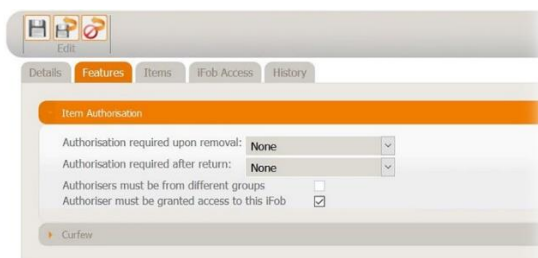 Edit
Details Features Items iFob Access History
Item Authorisation
Authorisation required upon removal: None
Authorisation required after return: None
Authorisers must be from different groups
Authoriser must be granted access to this iFob
Curfew